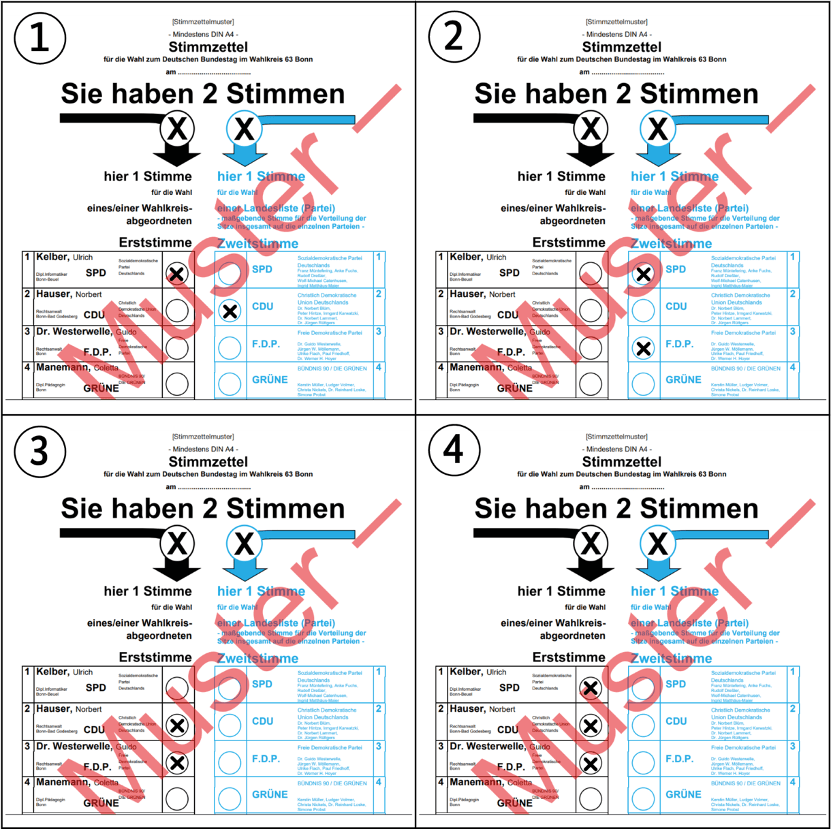 1
[Stimmzettelmuster]
- Mindestens DIN A4 -
Stimmzettel
für die Wahl zum Deutschen Bundestag im Wahlkreis 63 Bonn
am ................................
Sie haben 2 Stimmen
X X
hier 1 Stimme
für die Wahl
eines/einer Wahlkreis-
abgeordneten
Erststimme
hier 1 Stimme
für die Wahl
einer Landesliste (Partei)
- maßgebende Stimme für die Verteilung der
Sitze insgesamt auf die einzelnen Parteien -
Zweitstimme
1 Kelber, Ulrich
Dipl.Informatiker
Bonn-Beuel
SPD
Sozialdemokratische
Partei
Deutschlands
X
2 Hauser, Norbert
Rechtsanwalt
Bonn-Bad Godesberg
CDU
Christlich
Demokratische Union
Deutschlands
3 Dr. Westerwelle, Guido
Rechtsanwalt
Bonn
F.D.P.
Freie
Demokratische
Partei
4 Manemann, Coletta
Dipl.Pädagogin
Bonn
GRÜNE
BÜNDNIS 90/
DIE GRÜNEN
SPD
Sozialdemokratische Partei
Deutschlands
Franz Müntefering, Anke Fuchs,
Rudolf Dreßler,
Wolf Michael Catenhusen,
Ingrid Matthäus-Maier
1
X
CDU
Christlich Demokratische
Union Deutschlands
Dr. Norbert Blüm,
Peter Hintze, Irmgard Karwatzki,
Dr. Norbert Lammert,
Dr. Jürgen Rüttgers
2
F.D.P.
Freie Demokratische Partei
Dr. Guido Westerwelle,
Jürgen W. Möllemann,
Ulrike Flach, Paul Friedhoff,
Dr. Werner H. Hoyer
3
GRÜNE
BÜNDNIS 90 / DIE GRÜNEN
Kerstin Müller, Ludger Volmer,
Christa Nickels, Dr. Reinhard Loske,
Simone Probst
4
Muster –
2
[Stimmzettelmuster]
- Mindestens DIN A4 -
Stimmzettel
für die Wahl zum Deutschen Bundestag im Wahlkreis 63 Bonn
am ................................
Sie haben 2 Stimmen
X X
hier 1 Stimme
für die Wahl
eines/einer Wahlkreis-
abgeordneten
Erststimme
hier 1 Stimme
für die Wahl
einer Landesliste (Partei)
- maßgebende Stimme für die Verteilung der
Sitze insgesamt auf die einzelnen Parteien -
Zweitstimme
1 Kelber, Ulrich
Dipl.Informatiker
Bonn-Beuel
SPD
Sozialdemokratische
Partei
Deutschlands
2 Hauser, Norbert
Rechtsanwalt
Bonn-Bad Godesberg
CDU
Christlich
Demokratische Union
Deutschlands
3 Dr. Westerwelle, Guido
Rechtsanwalt
Bonn
F.D.P.
Freie
Demokratische
Partei
4 Manemann, Coletta
Dipl.Pädagogin
Bonn
GRÜNE
BÜNDNIS 90/
DIE GRÜNEN
X
SPD
Sozialdemokratische Partei
Deutschlands
Franz Müntefering, Anke Fuchs,
Rudolf Dreßler,
Wolf Michael Catenhusen,
Ingrid Matthäus-Maier
1
CDU
Christlich Demokratische
Union Deutschlands
Dr. Norbert Blüm,
Peter Hintze, Irmgard Karwatzki,
Dr. Norbert Lammert,
Dr. Jürgen Rüttgers
2
X
F.D.P.
Freie Demokratische Partei
Dr. Guido Westerwelle,
Jürgen W. Möllemann,
Ulrike Flach, Paul Friedhoff,
Dr. Werner H. Hoyer
3
GRÜNE
BÜNDNIS 90 / DIE GRÜNEN
Kerstin Müller, Ludger Volmer,
Christa Nickels, Dr. Reinhard Loske,
Simone Probst
4
Muster –
3
[Stimmzettelmuster]
- Mindestens DIN A4 -
Stimmzettel
für die Wahl zum Deutschen Bundestag im Wahlkreis 63 Bonn
am ................................
Sie haben 2 Stimmen
X X
hier 1 Stimme
für die Wahl
eines/einer Wahlkreis-
abgeordneten
Erststimme
hier 1 Stimme
für die Wahl
einer Landesliste (Partei)
- maßgebende Stimme für die Verteilung der
Sitze insgesamt auf die einzelnen Parteien -
Zweitstimme
1 Kelber, Ulrich
Dipl.Informatiker
Bonn-Beuel
SPD
Sozialdemokratische
Partei
Deutschlands
2 Hauser, Norbert
Rechtsanwalt
Bonn-Bad Godesberg
CDU
Christlich
Demokratische Union
Deutschlands
X
3 Dr. Westerwelle, Guido
Rechtsanwalt
Bonn
F.D.P.
Freie
Demokratische
Partei
X
4 Manemann, Coletta
Dipl.Pädagogin
Bonn
GRÜNE
BÜNDNIS 90/
DIE GRÜNEN
SPD
Sozialdemokratische Partei
Deutschlands
Franz Müntefering, Anke Fuchs,
Rudolf Dreßler,
Wolf Michael Catenhusen,
Ingrid Matthäus-Maier
1
CDU
Christlich Demokratische
Union Deutschlands
Dr. Norbert Blüm,
Peter Hintze, Irmgard Karwatzki,
Dr. Norbert Lammert,
Dr. Jürgen Rüttgers
2
F.D.P.
Freie Demokratische Partei
Dr. Guido Westerwelle,
Jürgen W. Möllemann,
Ulrike Flach, Paul Friedhoff,
Dr. Werner H. Hoyer
3
GRÜNE
BÜNDNIS 90 / DIE GRÜNEN
Kerstin Müller, Ludger Volmer,
Christa Nickels, Dr. Reinhard Loske,
Simone Probst
4
Muster –
4
[Stimmzettelmuster]
- Mindestens DIN A4 -
Stimmzettel
für die Wahl zum Deutschen Bundestag im Wahlkreis 63 Bonn
am ................................
Sie haben 2 Stimmen
X X
hier 1 Stimme
für die Wahl
eines/einer Wahlkreis-
abgeordneten
Erststimme
hier 1 Stimme
für die Wahl
einer Landesliste (Partei)
- maßgebende Stimme für die Verteilung der
Sitze insgesamt auf die einzelnen Parteien -
Zweitstimme
1 Kelber, Ulrich
Dipl.Informatiker
Bonn-Beuel
SPD
Sozialdemokratische
Partei
Deutschlands
X
2 Hauser, Norbert
Rechtsanwalt
Bonn-Bad Godesberg
CDU
Christlich
Demokratische Union
Deutschlands
X
3 Dr. Westerwelle, Guido
Rechtsanwalt
Bonn
F.D.P.
Freie
Demokratische
Partei
X
4 Manemann, Coletta
Dipl.Pädagogin
Bonn
GRÜNE
BÜNDNIS 90/
DIE GRÜNEN
SPD
Sozialdemokratische Partei
Deutschlands
Franz Müntefering, Anke Fuchs,
Rudolf Dreßler,
Wolf Michael Catenhusen,
Ingrid Matthäus-Maier
1
CDU
Christlich Demokratische
Union Deutschlands
Dr. Norbert Blüm,
Peter Hintze, Irmgard Karwatzki,
Dr. Norbert Lammert,
Dr. Jürgen Rüttgers
2
F.D.P.
Freie Demokratische Partei
Dr. Guido Westerwelle,
Jürgen W. Möllemann,
Ulrike Flach, Paul Friedhoff,
Dr. Werner H. Hoyer
3
GRÜNE
BÜNDNIS 90 / DIE GRÜNEN
Kerstin Müller, Ludger Volmer,
Christa Nickels, Dr. Reinhard Loske,
Simone Probst
4
Muster –